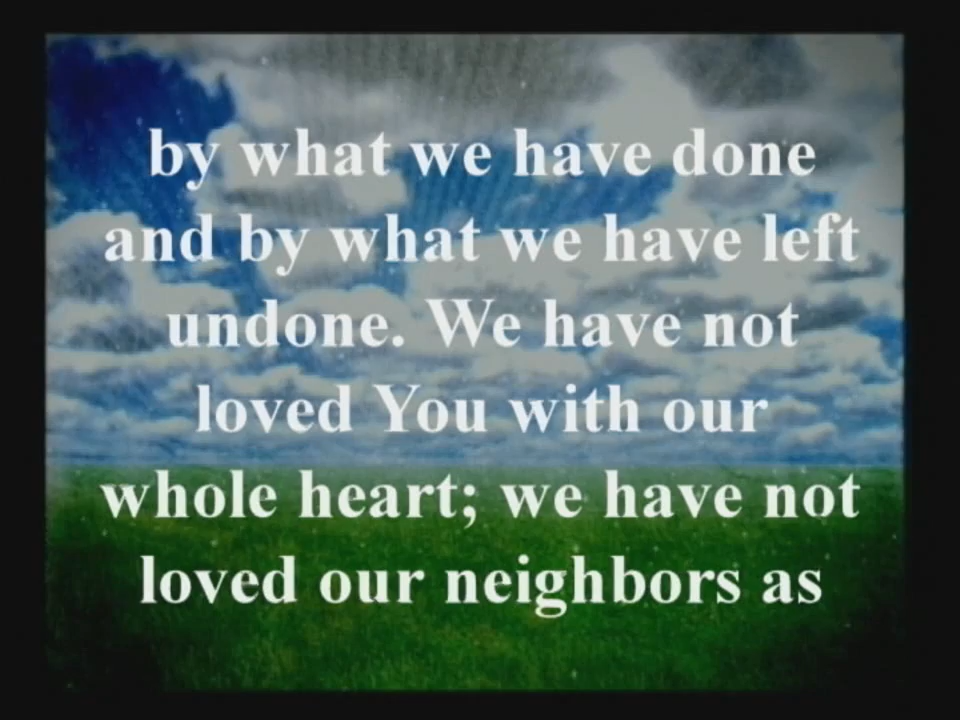 by what we have done
and by what we have left
undone. We have not
loved You with our
whole heart; we have not
loved our neighbors as